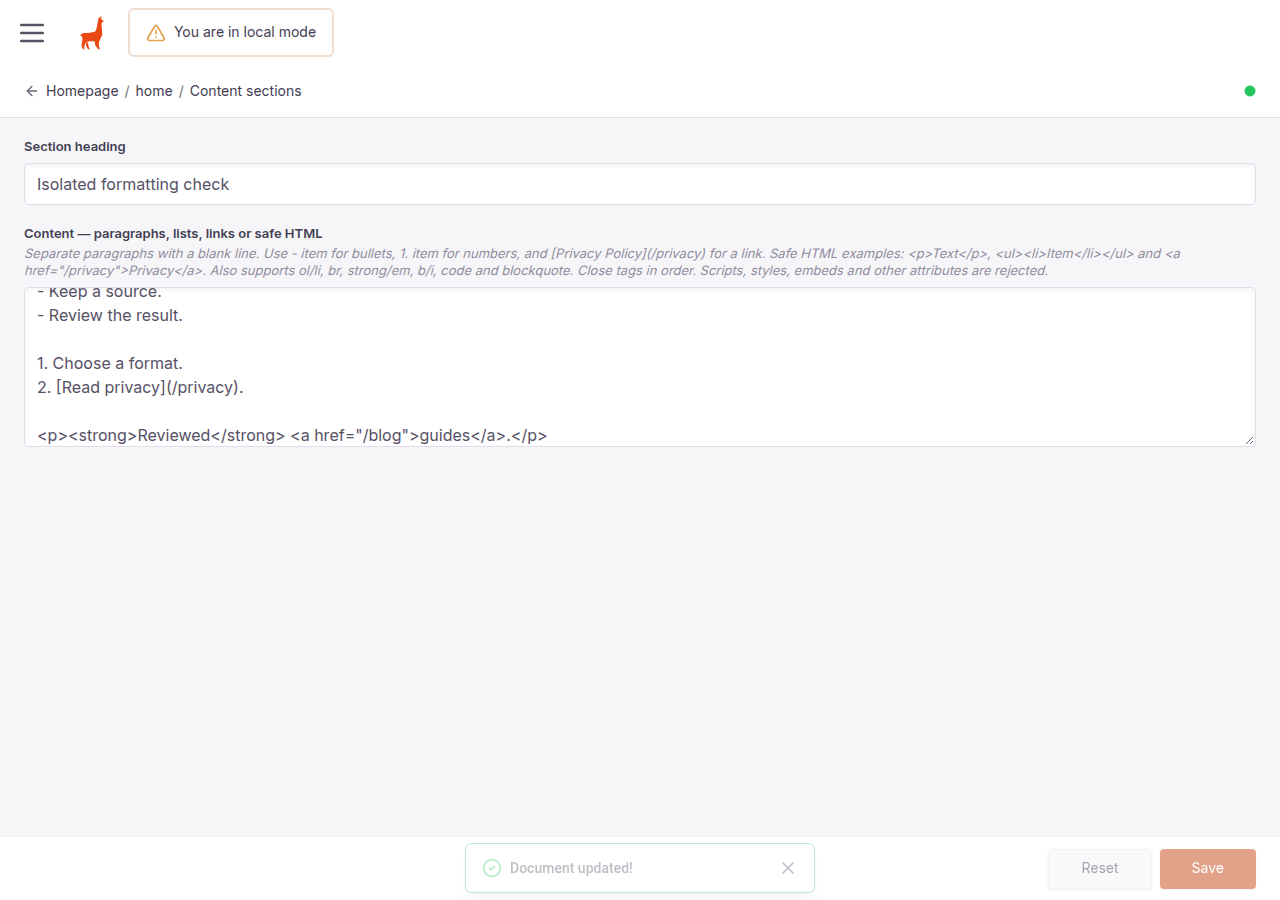 You are in local mode
Homepage / home / Content sections
Section heading
Isolated formatting check
Content — paragraphs, lists, links or safe HTML
Separate paragraphs with a blank line. Use - item for bullets, 1. item for numbers, and [Privacy Policy](/privacy) for a link. Safe HTML examples: <p>Text</p>, <ul><li>Item</li></ul> and <a
href="/privacy">Privacy</a>. Also supports ol/li, br, strong/em, b/i, code and blockquote. Close tags in order. Scripts, styles, embeds and other attributes are rejected.
- Keep a source.
- Review the result.
1. Choose a format.
2. [Read privacy](/privacy).
<p><strong>Reviewed</strong> <a href="/blog">guides</a>.</p>
Document updated!
Reset
Save